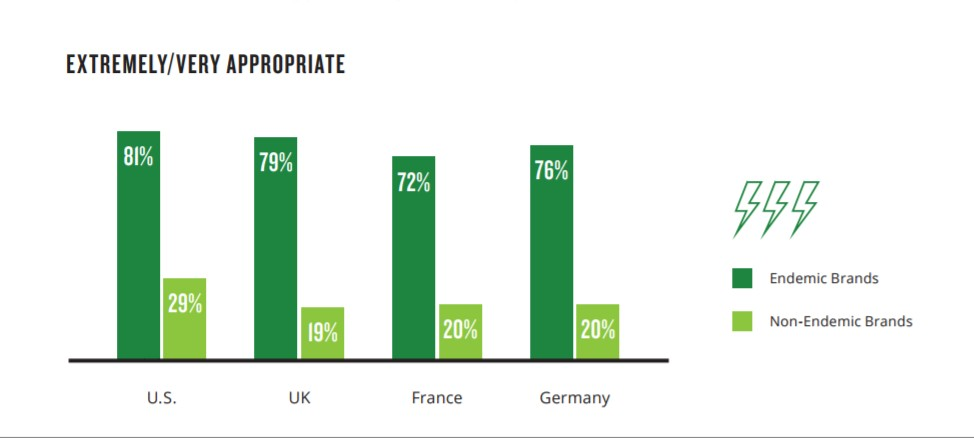 EXTREMELY/VERY APPROPRIATE
81%
29%
79%
19%
72%
20%
76%
20%
U.S.
UK
France
Germany
Endemic Brands
Non-Endemic Brands